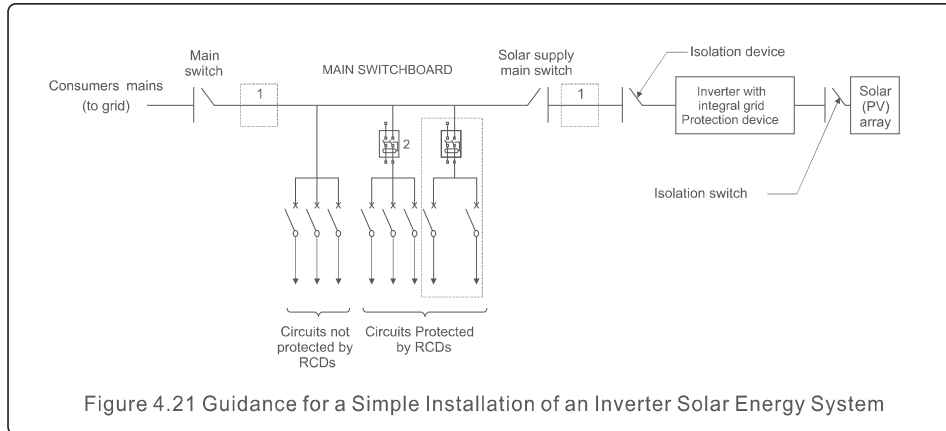 Main
switch
MAIN SWITCHBOARD
Solar supply
main switch
Isolation device
Consumers mains
(to grid)
1
1
Inverter with
integral grid
Protection device
Solar
(PV)
array
2
Isolation switch
Circuits not
protected by
RCDs
Circuits Protected
by RCDs
Figure 4.21 Guidance for a Simple Installation of an Inverter Solar Energy System